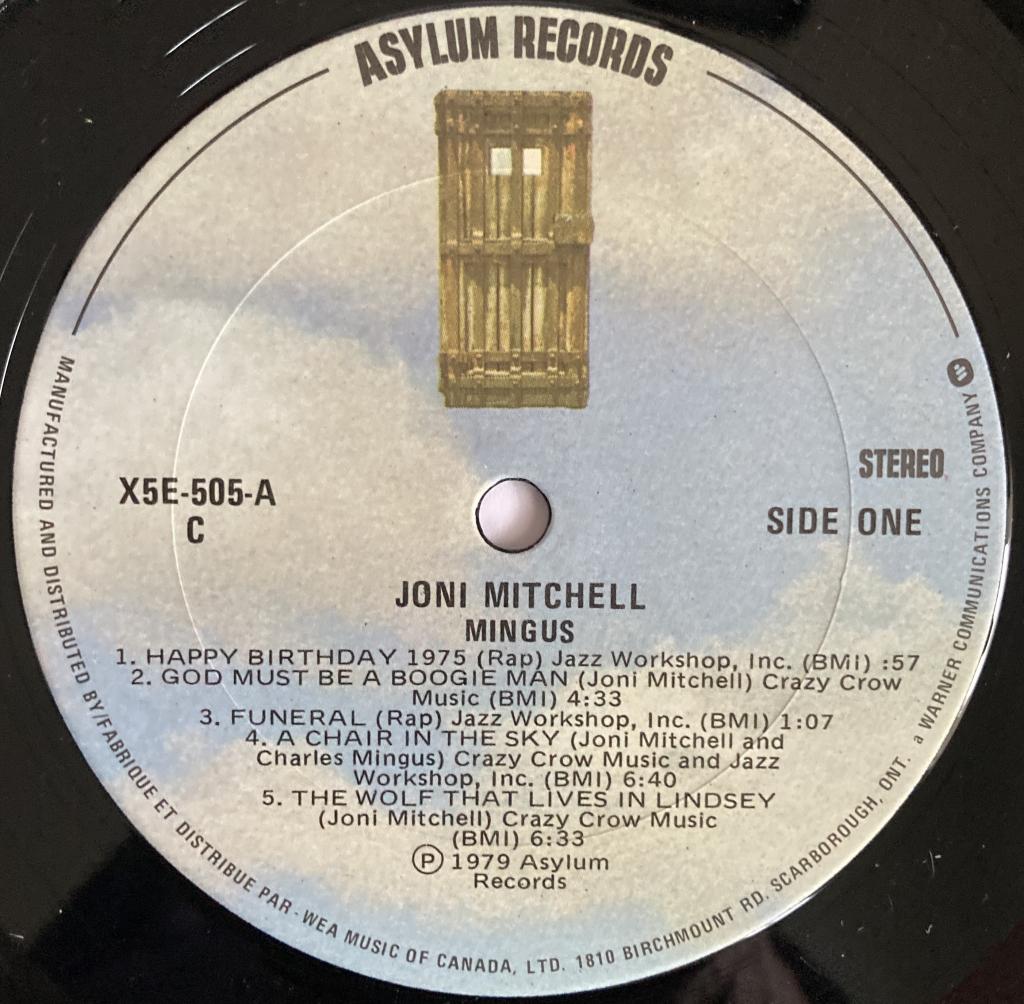 ASYLUM RECORDS
X5E-505-A
C
STEREO
SIDE ONE
JONI MITCHELL
MINGUS
1. HAPPY BIRTHDAY 1975 (Rap) Jazz Workshop, Inc. (BMI) :57
2. GOD MUST BE A BOOGIE MAN (Joni Mitchell) Crazy Crow
Music (BMI) 4:33
3. FUNERAL (Rap) Jazz Workshop, Inc. (BMI) 1:07
4. A CHAIR IN THE SKY (Joni Mitchell and
Charles Mingus) Crazy Crow Music and Jazz
Workshop, Inc. (BMI) 6:40
5. THE WOLF THAT LIVES IN LINDSEY
(Joni Mitchell) Crazy Crow Music
(BMI) 6:33
Ⓟ 1979 Asylum
Records
MANUFACTURED AND DISTRIBUTED BY/FABRIQUE ET DISTRIBUE PAR - WEA MUSIC OF CANADA, LTD. 1810 BIRCHMOUNT RD. SCARBOROUGH, ONT. a WARNER COMMUNICATIONS COMPANY